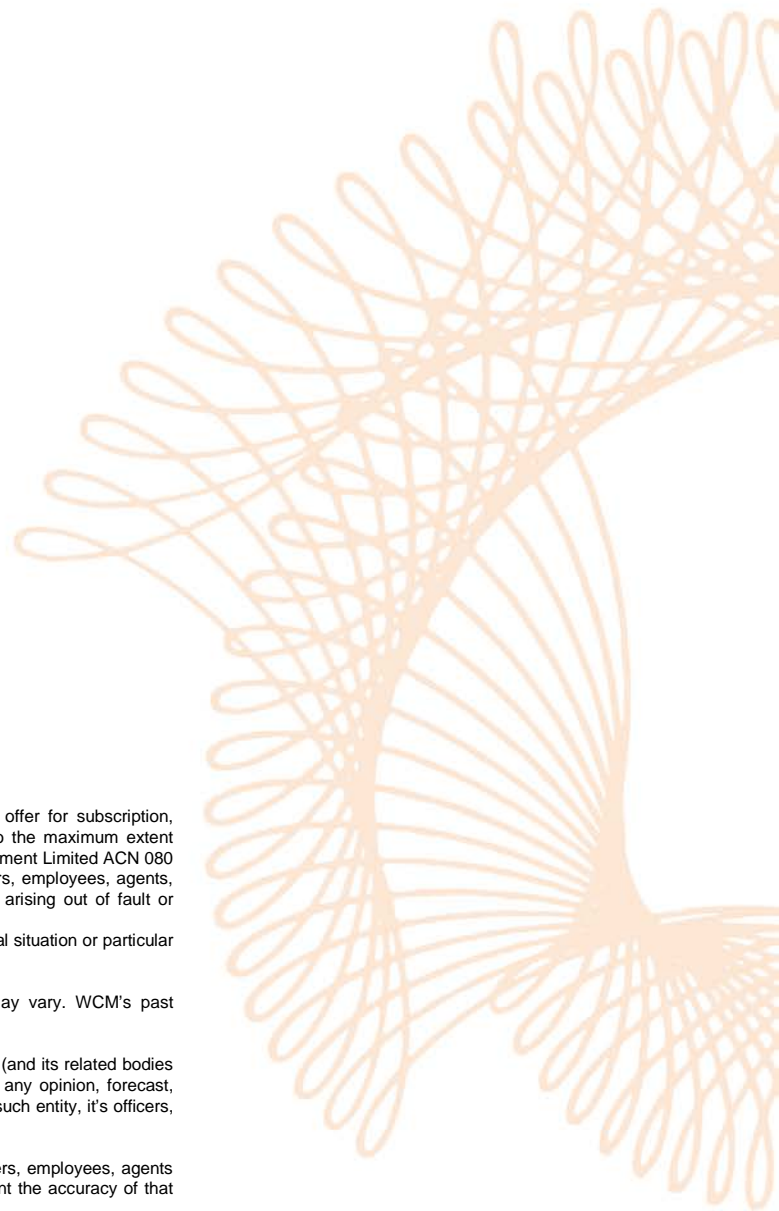 offer for subscription,
o the maximum extent
ment Limited ACN 080
rs, employees, agents,
arising out of fault or
al situation or particular
ay vary. WCM's past
(and its related bodies
any opinion, forecast,
such entity, it's officers,
ers, employees, agents
nt the accuracy of that